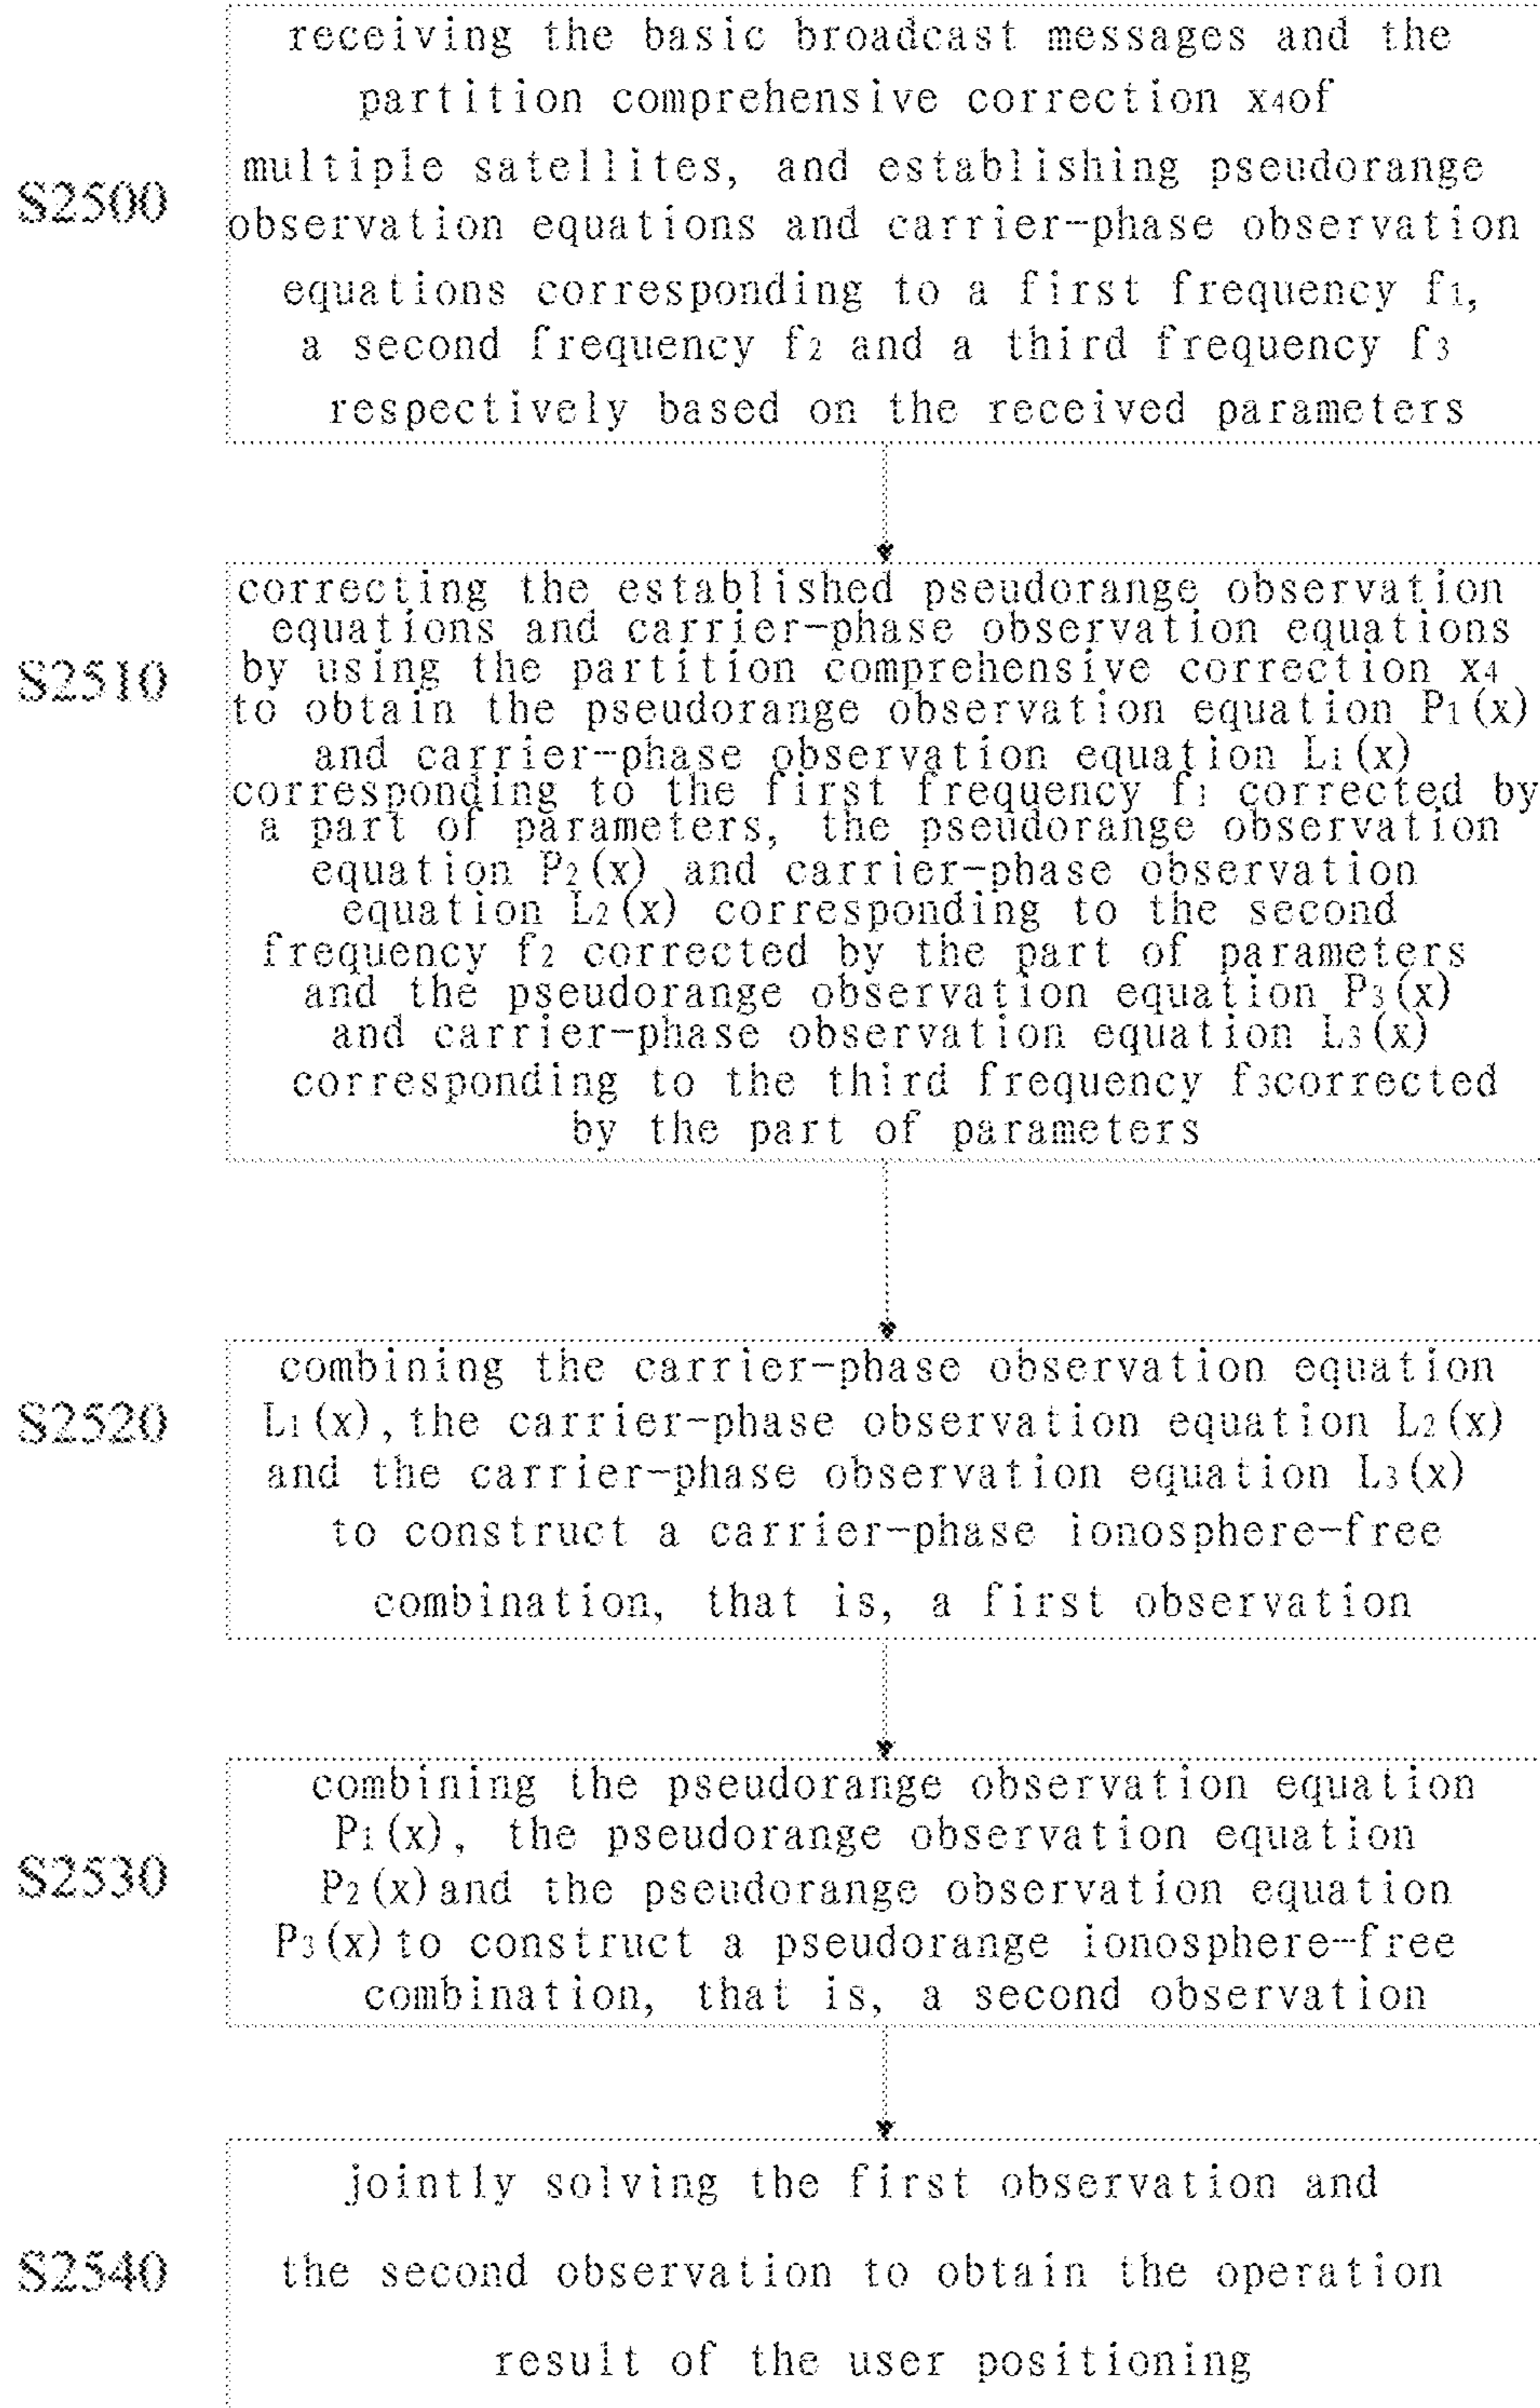 receiving the basic broadcast messages and the
partition comprehensive correction x4of
multiple satellites, and establishing pseudorange
S2500
observation equations and carrier-phase observation
equations corresponding to a first frequency f1,
a second frequency f2 and a third frequency f3
respectively based on the received parameters
correcting the established pseudorange observation
equations and carrier-phase observation equations
S2510
by using the partition comprehensive correction x4
to obtain the pseudorange observation equation P1(x)
and carrier-phase observation equation L1(x)
corresponding to the first frequency f1 corrected by
a part of parameters, the pseudorange observation
equation P2(x) and carrier-phase observation
equation L2(x) corresponding to the second
frequency f2 corrected by the part of parameters
and the pseudorange observation equation P3(x)
and carrier-phase observation equation L3(x)
corresponding to the third frequency f3corrected
by the part of parameters
combining the carrier-phase observation equation
S2520
L1(x), the carrier-phase observation equation L2(x)
and the carrier-phase observation equation L3(x)
to construct a carrier-phase ionosphere-free
combination, that is, a first observation
combining the pseudorange observation equation
P1(x), the pseudorange observation equation
S2530
P2(x)and the pseudorange observation equation
P3(x)to construct a pseudorange ionosphere-free
combination, that is, a second observation
jointly solving the first observation and
S2540
the second observation to obtain the operation
result of the user positioning